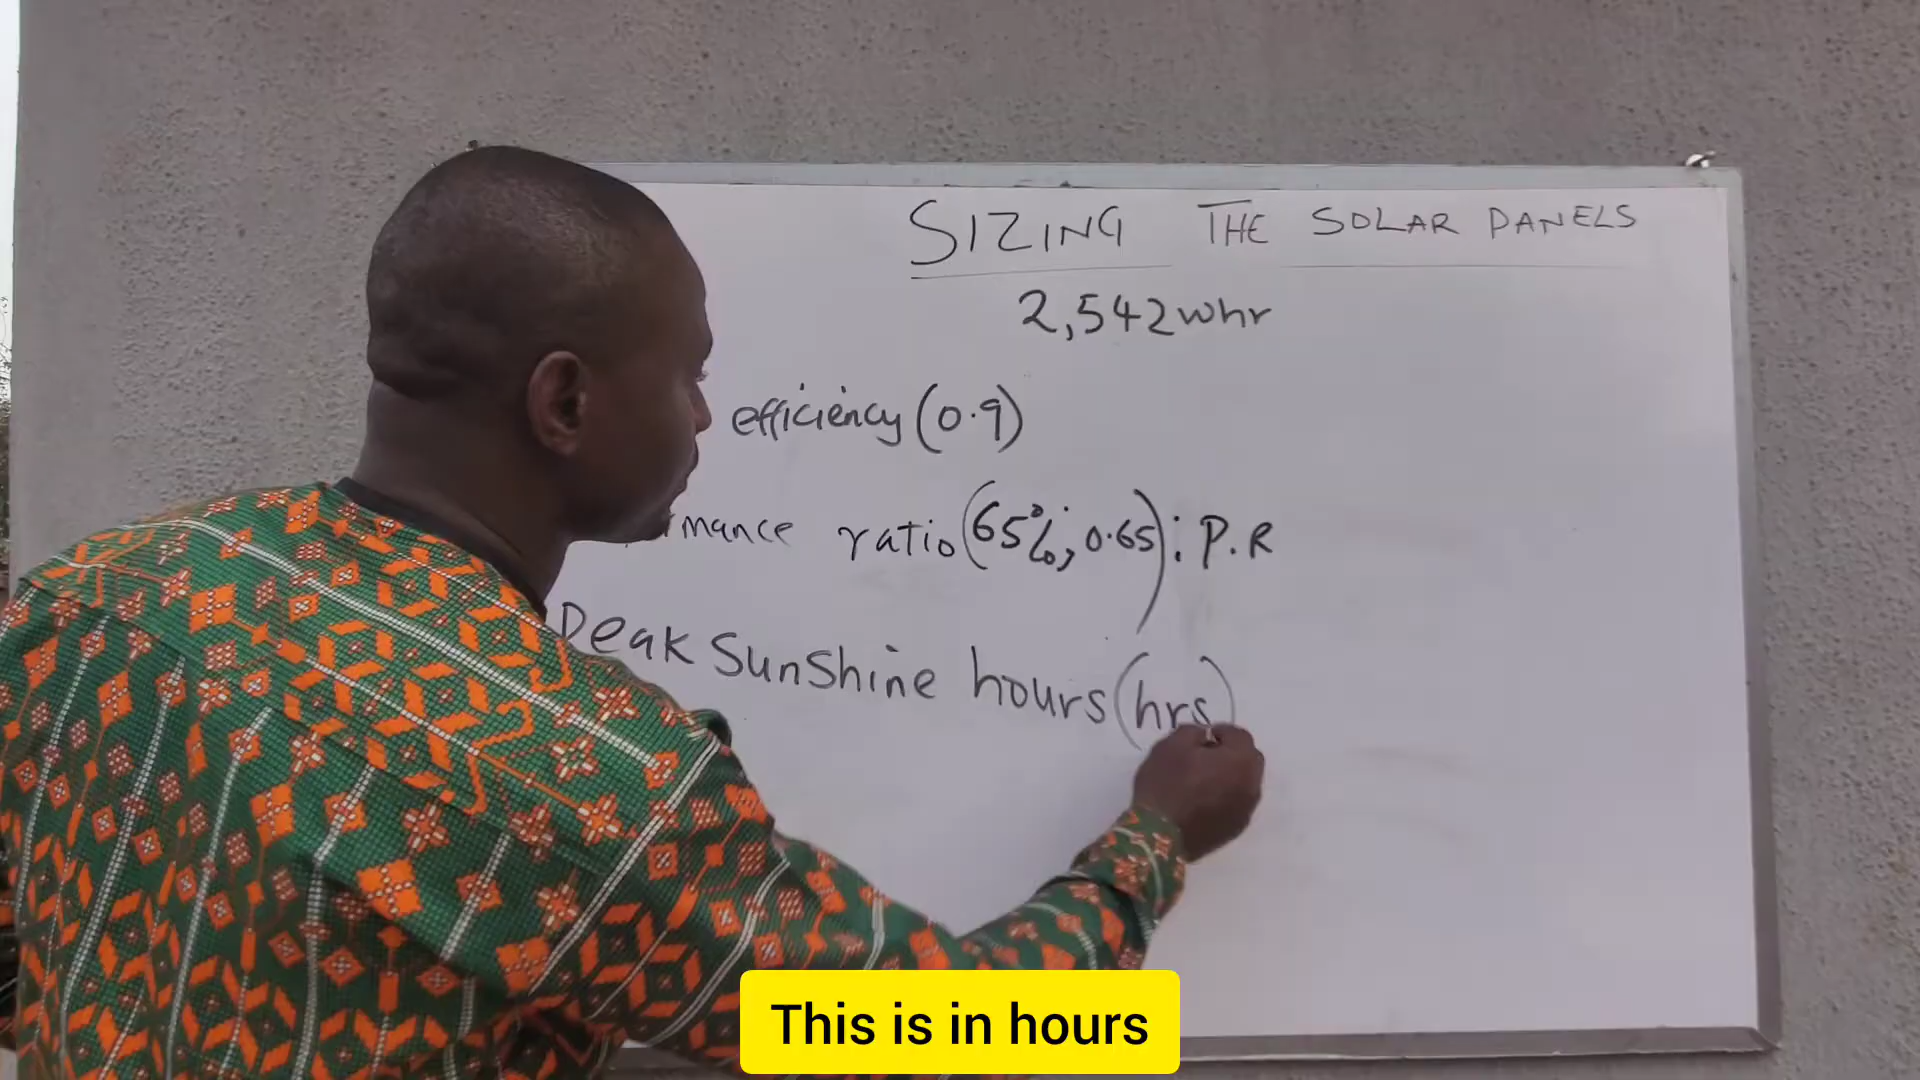 SIZING THE SOLAR PANELS
2,542whr
efficiency (0.9)
mance ratio (65%; 0.65): P.R
Peak Sunshine hours (hrs)
This is in hours